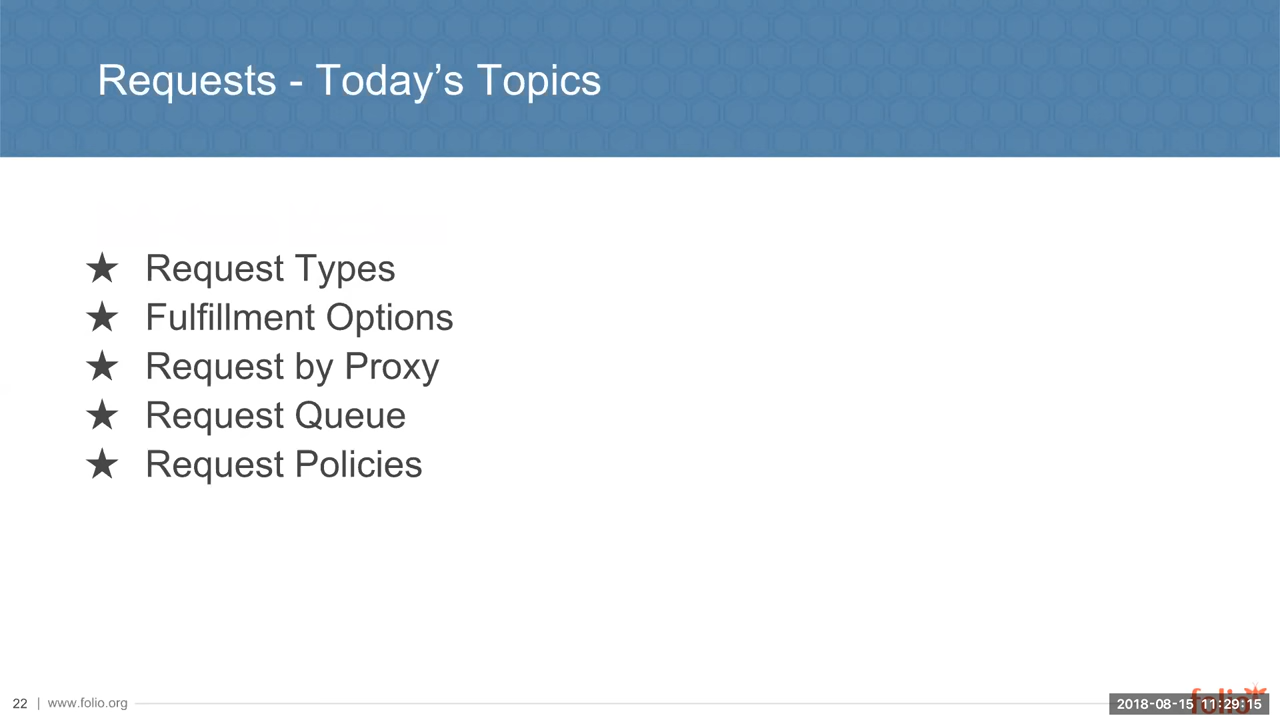 Requests - Today’s Topics
★ Request Types
★ Fulfillment Options
★ Request by Proxy
★ Request Queue
★ Request Policies
22 | www.folio.org
folio
2018-08-15 11:29:15